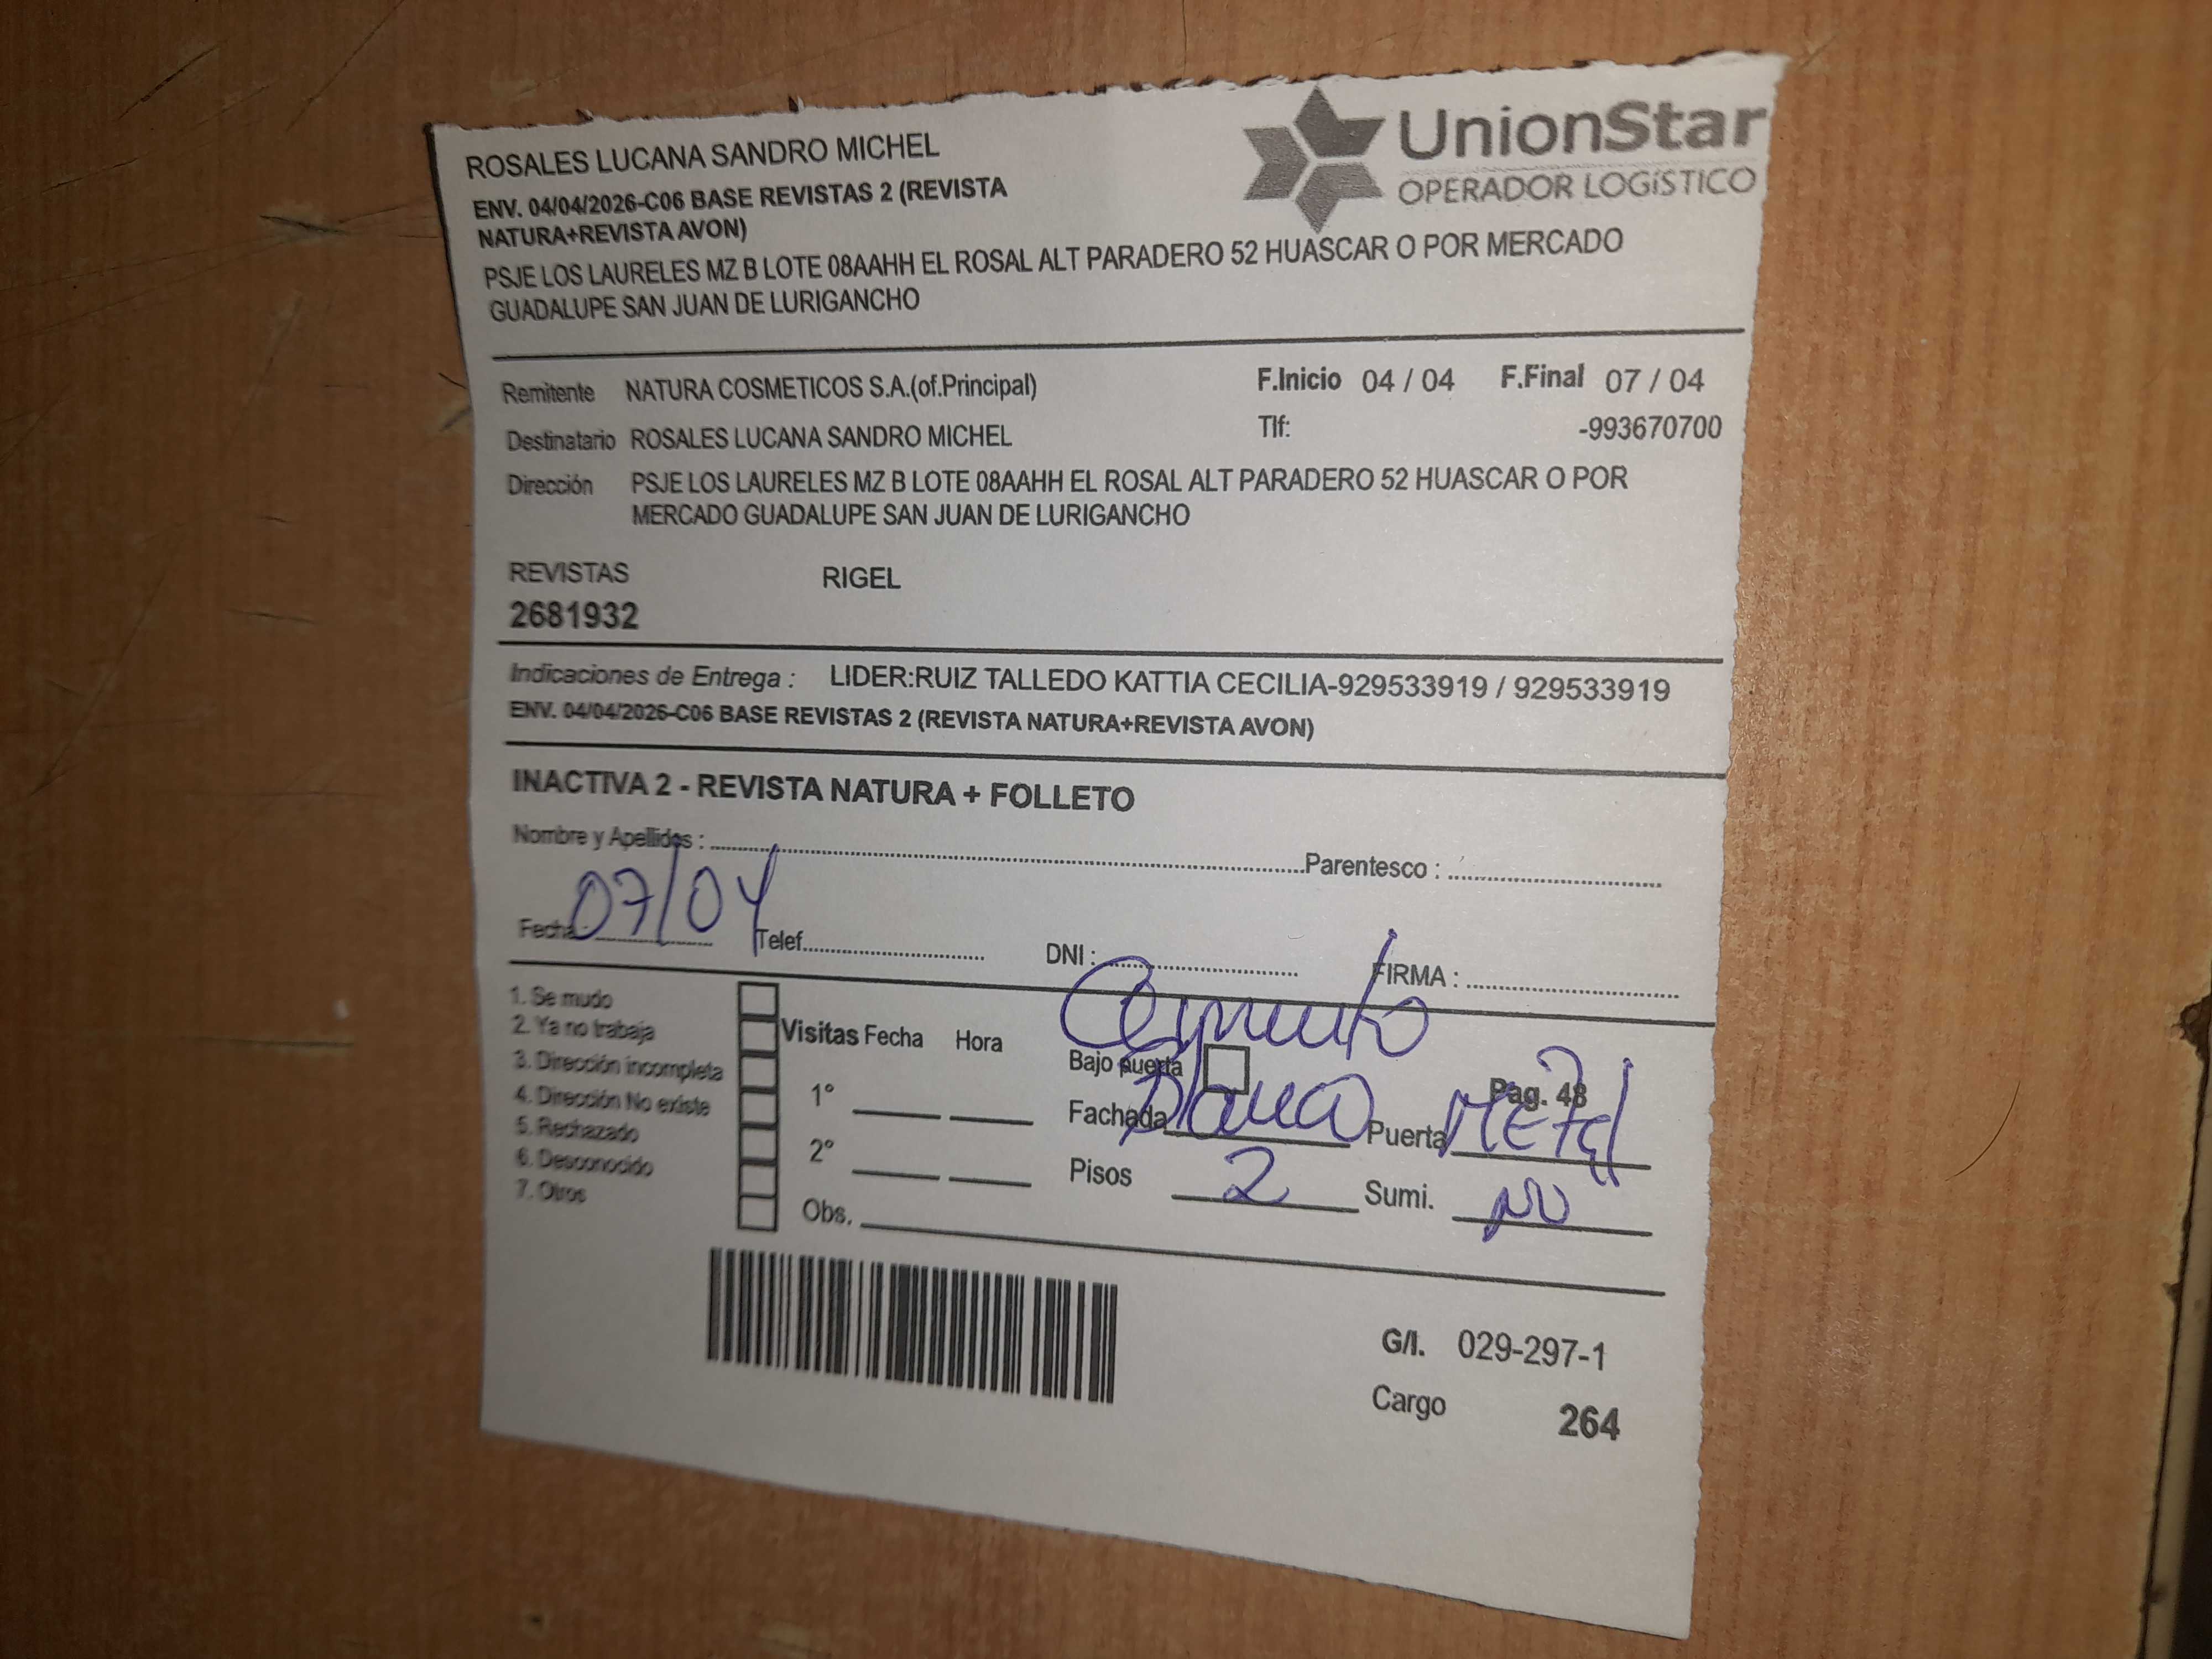 ROSALES LUCANA SANDRO MICHEL
UnionStar
OPERADOR LOGíSTICO
ENV. 04/04/2026-C06 BASE REVISTAS 2 (REVISTA
NATURA+REVISTA AVON)
PSJE LOS LAURELES MZ B LOTE 08AAHH EL ROSAL ALT PARADERO 52 HUASCAR O POR MERCADO
GUADALUPE SAN JUAN DE LURIGANCHO
Remitente NATURA COSMETICOS S.A.(of.Principal) F.Inicio 04 / 04 F.Final 07 / 04
Destinatario ROSALES LUCANA SANDRO MICHEL Tlf: -993670700
Dirección PSJE LOS LAURELES MZ B LOTE 08AAHH EL ROSAL ALT PARADERO 52 HUASCAR O POR
MERCADO GUADALUPE SAN JUAN DE LURIGANCHO
REVISTAS RIGEL
2681932
Indicaciones de Entrega : LIDER:RUIZ TALLEDO KATTIA CECILIA-929533919 / 929533919
ENV. 04/04/2026-C06 BASE REVISTAS 2 (REVISTA NATURA+REVISTA AVON)
INACTIVA 2 - REVISTA NATURA + FOLLETO
Nombre y Apellidos : Parentesco :
Fecha: 07/04 Telef. DNI : FIRMA :
1. Se mudo
2. Ya no trabaja
3. Dirección incompleta
4. Dirección No existe
5. Rechazado
6. Desconocido
7. Otros
Visitas Fecha Hora
1°
2°
Obs.
Bajo puerta Pag. 48
Fachada Blanca Puerta Metal
Pisos 2 Sumi. NO
G/I. 029-297-1
Cargo 264